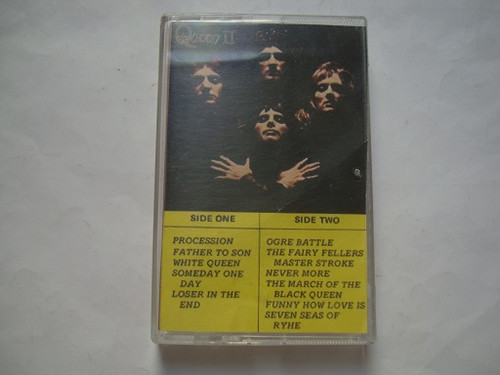 Queen II
SIDE ONE
PROCESSION
FATHER TO SON
WHITE QUEEN
SOMEDAY ONE
DAY
LOSER IN THE
END
SIDE TWO
OGRE BATTLE
THE FAIRY FELLERS
MASTER STROKE
NEVER MORE
THE MARCH OF THE
BLACK QUEEN
FUNNY HOW LOVE IS
SEVEN SEAS OF
RYHE